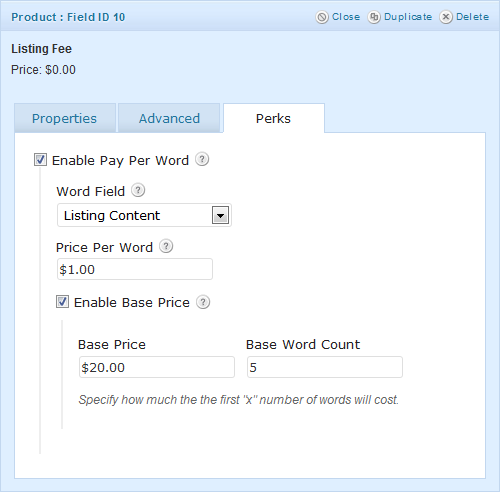 Product : Field ID 10 Close Duplicate Delete
Listing Fee
Price: $0.00
Properties Advanced Perks
Enable Pay Per Word ?
Word Field ?
Listing Content
Price Per Word ?
$1.00
Enable Base Price ?
Base Price Base Word Count
$20.00 5
Specify how much the the first "x" number of words will cost.